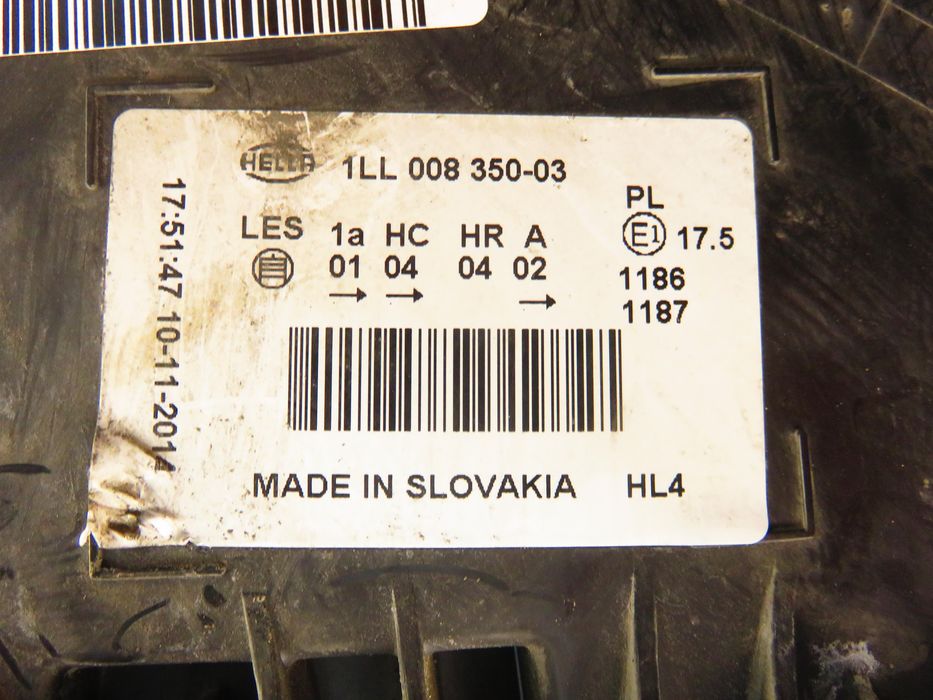 HELLA 1LL 008 350-03
PL
LES 1a HC HR A
E1 17.5
01 04 04 02
1186
1187
MADE IN SLOVAKIA HL4
17:51:47 10-11-2014